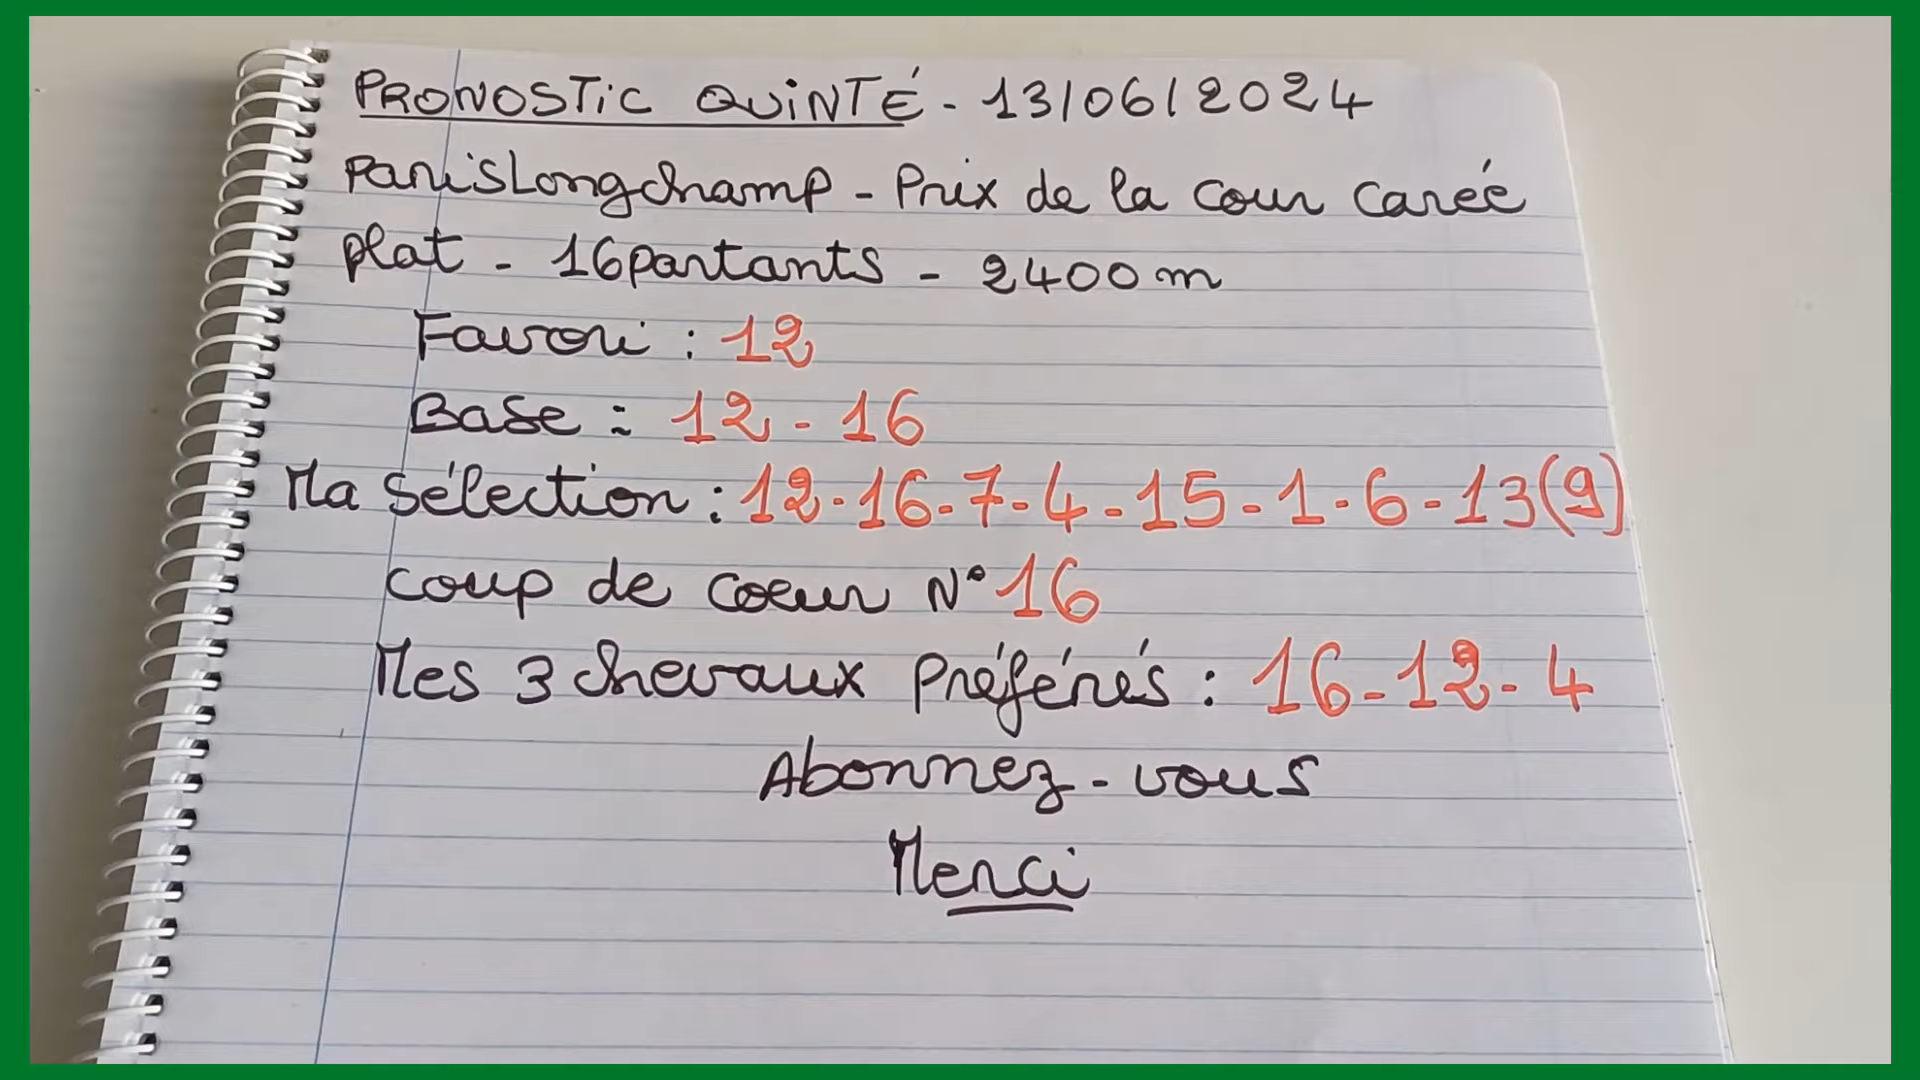 PRONOSTIC QUINTÉ - 13/06/2024
ParisLongchamp - Prix de la cour carée
plat - 16 partants - 2400 m
Favori : 12
Base : 12 - 16
Ma sélection : 12 - 16 - 7 - 4 - 15 - 1 - 6 - 13 (9)
coup de coeur N° 16
Mes 3 chevaux préférés : 16 - 12 - 4
Abonnez - vous
Merci